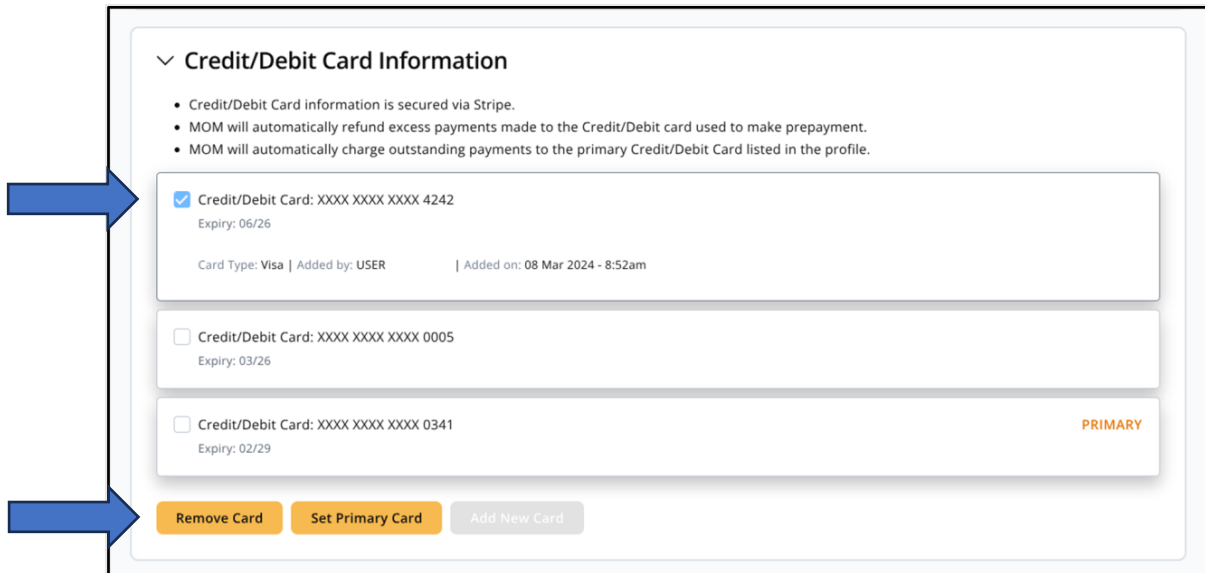 Credit/Debit Card Information
• Credit/Debit Card information is secured via Stripe.
• MOM will automatically refund excess payments made to the Credit/Debit card used to make prepayment.
• MOM will automatically charge outstanding payments to the primary Credit/Debit Card listed in the profile.
Credit/Debit Card: XXXX XXXX XXXX 4242
Expiry: 06/26
Card Type: Visa | Added by: USER | Added on: 08 Mar 2024 - 8:52am
Credit/Debit Card: XXXX XXXX XXXX 0005
Expiry: 03/26
Credit/Debit Card: XXXX XXXX XXXX 0341 PRIMARY
Expiry: 02/29
Remove Card Set Primary Card Add New Card